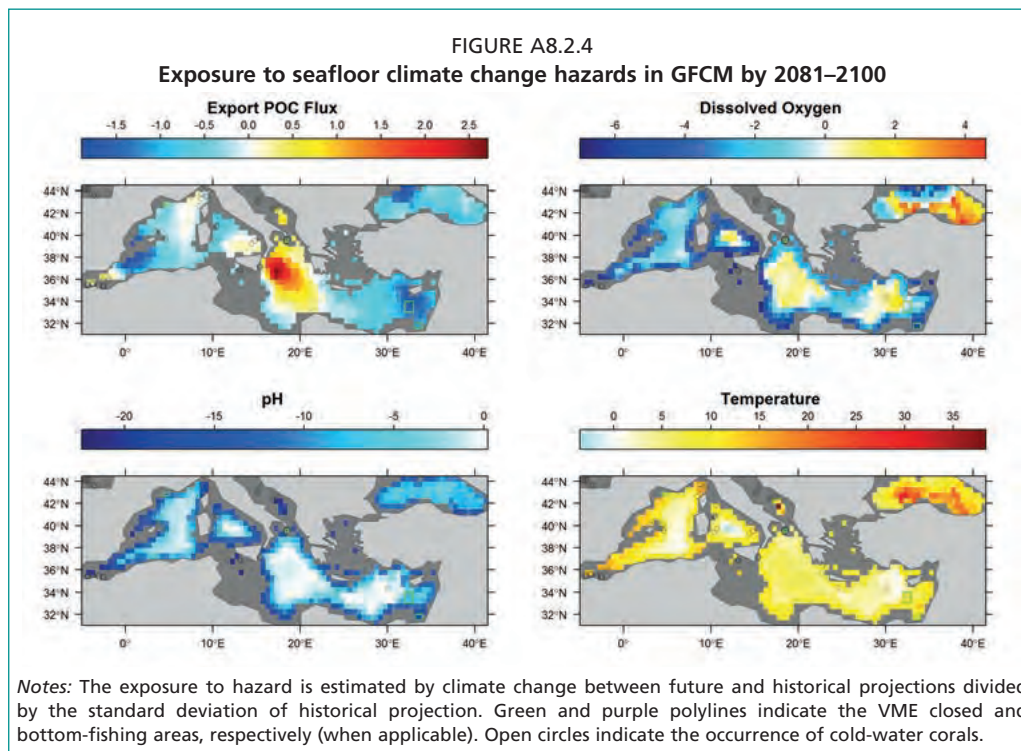 FIGURE A8.2.4
Exposure to seafloor climate change hazards in GFCM by 2081–2100
Export POC Flux
-1.5 -1.0 -0.5 0.0 0.5 1.0 1.5 2.0 2.5
44°N
42°N
40°N
38°N
36°N
34°N
32°N
0° 10°E 20°E 30°E 40°E
Dissolved Oxygen
-6 -4 -2 0 2 4
44°N
42°N
40°N
38°N
36°N
34°N
32°N
0° 10°E 20°E 30°E 40°E
pH
-20 -15 -10 -5 0
44°N
42°N
40°N
38°N
36°N
34°N
32°N
0° 10°E 20°E 30°E 40°E
Temperature
0 5 10 15 20 25 30 35
44°N
42°N
40°N
38°N
36°N
34°N
32°N
0° 10°E 20°E 30°E 40°E
Notes: The exposure to hazard is estimated by climate change between future and historical projections divided
by the standard deviation of historical projection. Green and purple polylines indicate the VME closed and
bottom-fishing areas, respectively (when applicable). Open circles indicate the occurrence of cold-water corals.